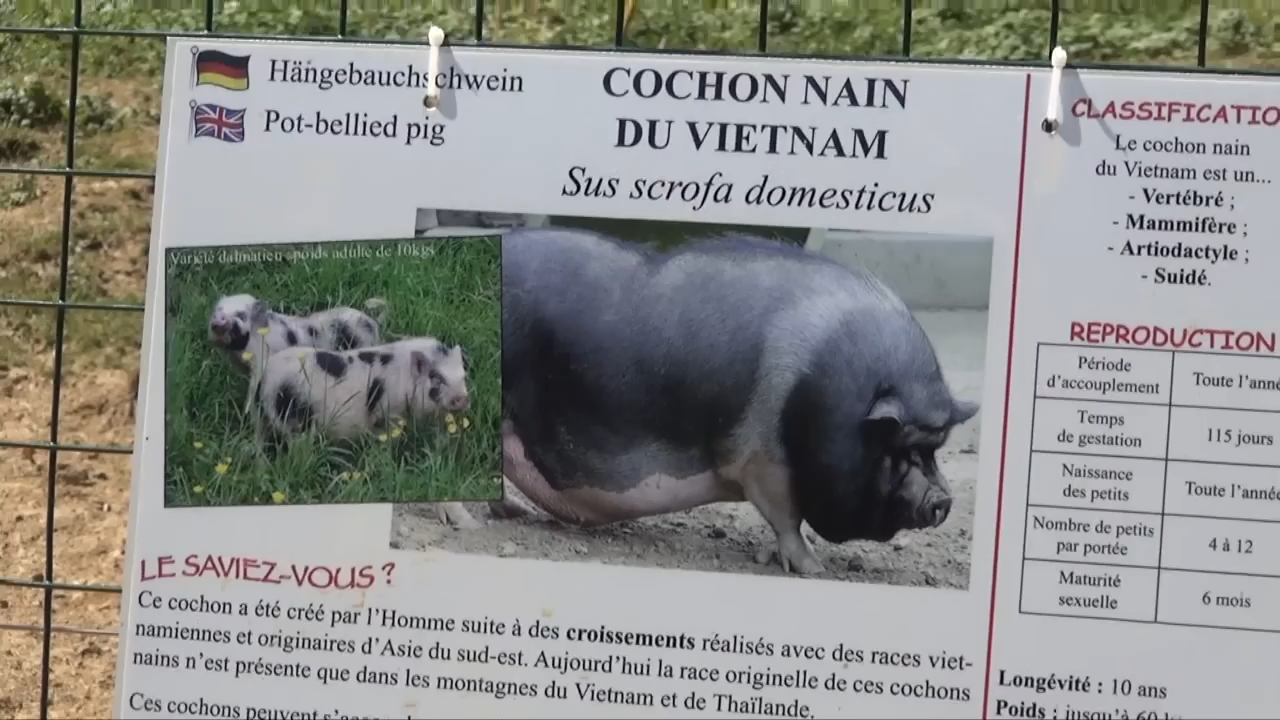 Hängebauchschwein
Pot-bellied pig
COCHON NAIN
DU VIETNAM
Sus scrofa domesticus
Variété dalmatien : poids adulte de 10kgs
LE SAVIEZ-VOUS ?
Ce cochon a été créé par l'Homme suite à des croissements réalisés avec des races viet-
namiennes et originaires d'Asie du sud-est. Aujourd'hui la race originelle de ces cochons
nains n'est présente que dans les montagnes du Vietnam et de Thaïlande.
Ces cochons peuvent
CLASSIFICATIO
Le cochon nain
du Vietnam est un...
- Vertébré ;
- Mammifère ;
- Artiodactyle ;
- Suidé.
REPRODUCTION
Période
d'accouplement
Toute l'anné
Temps
de gestation
115 jours
Naissance
des petits
Toute l'année
Nombre de petits
par portée
4 à 12
Maturité
sexuelle
6 mois
Longévité : 10 ans
Poids : jusqu'à 60